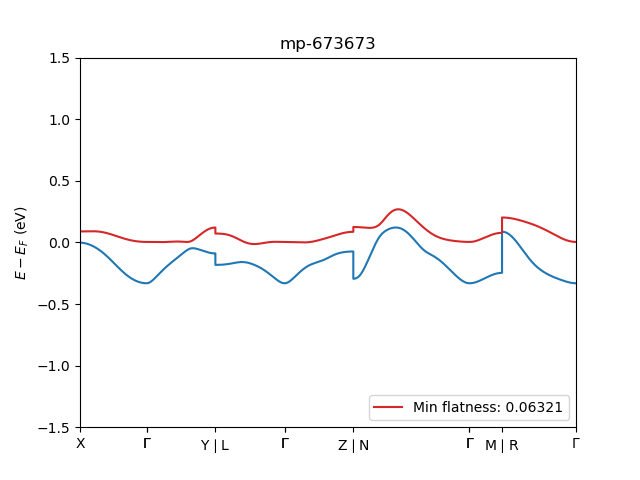 mp-673673
E − E_F (eV)
1.5
1.0
0.5
0.0
−0.5
−1.0
−1.5
Min flatness: 0.06321
X Γ Y | L Γ Z | N Γ M | R Γ